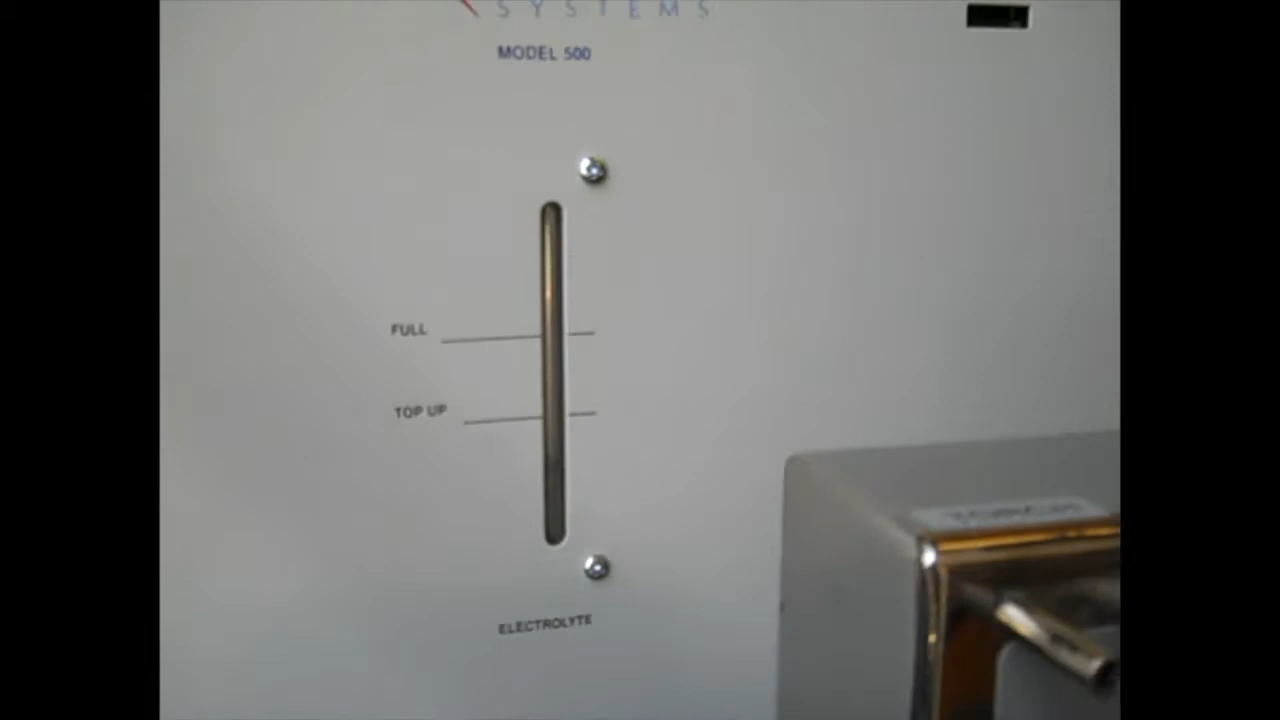 SYSTEMS
MODEL 500
FULL
TOP UP
ELECTROLYTE